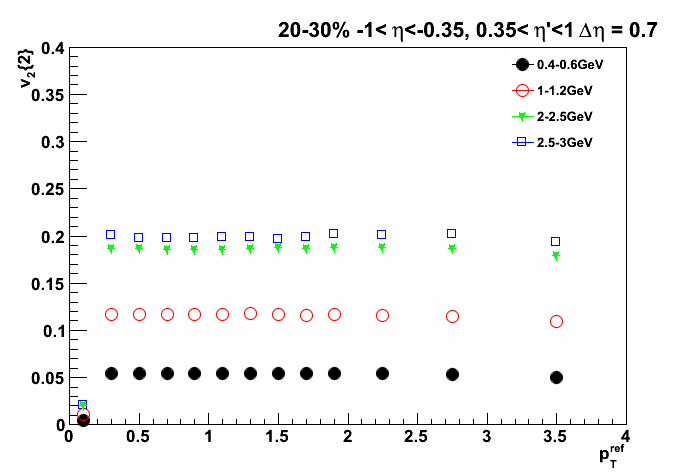 20-30% -1< η<-0.35, 0.35< η'<1 Δη = 0.7
v₂{2}
0.4
0.35
0.3
0.25
0.2
0.15
0.1
0.05
0
0.4-0.6GeV
1-1.2GeV
2-2.5GeV
2.5-3GeV
0 0.5 1 1.5 2 2.5 3 3.5 4
p_T^ref